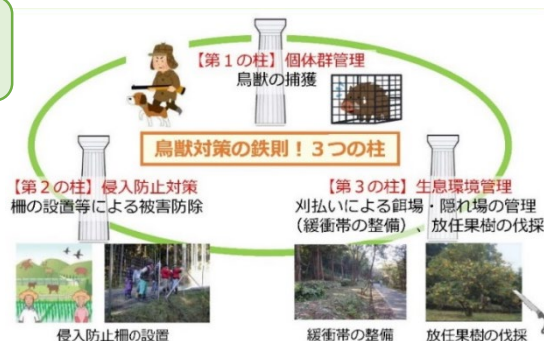 【第1の柱】個体群管理
鳥獣の捕獲
鳥獣対策の鉄則！３つの柱
【第2の柱】侵入防止対策
柵の設置等による被害防除
【第3の柱】生息環境管理
刈払いによる餌場・隠れ場の管理
（緩衝帯の整備）、放任果樹の伐採
侵入防止柵の設置
緩衝帯の整備
放任果樹の伐採